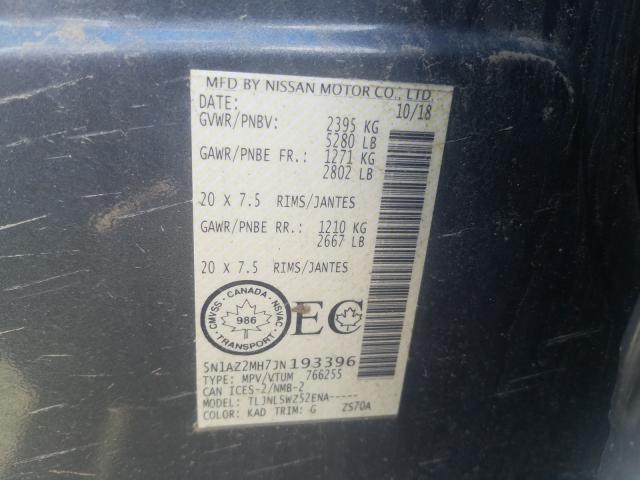 MFD BY NISSAN MOTOR CO., LTD.
DATE: 10/18
GVWR/PNBV: 2395 KG
5280 LB
GAWR/PNBE FR.: 1271 KG
2802 LB
20 X 7.5 RIMS/JANTES
GAWR/PNBE RR.: 1210 KG
2667 LB
20 X 7.5 RIMS/JANTES
CMVSS · CANADA · NSVAC
986
TRANSPORT
EC
5N1AZ2MH7JN193396
TYPE: MPV/VTUM 766255
CAN ICES-2/NMB-2
MODEL: TLJNLSWZ52ENA-----
COLOR: KAD TRIM: G ZS70A